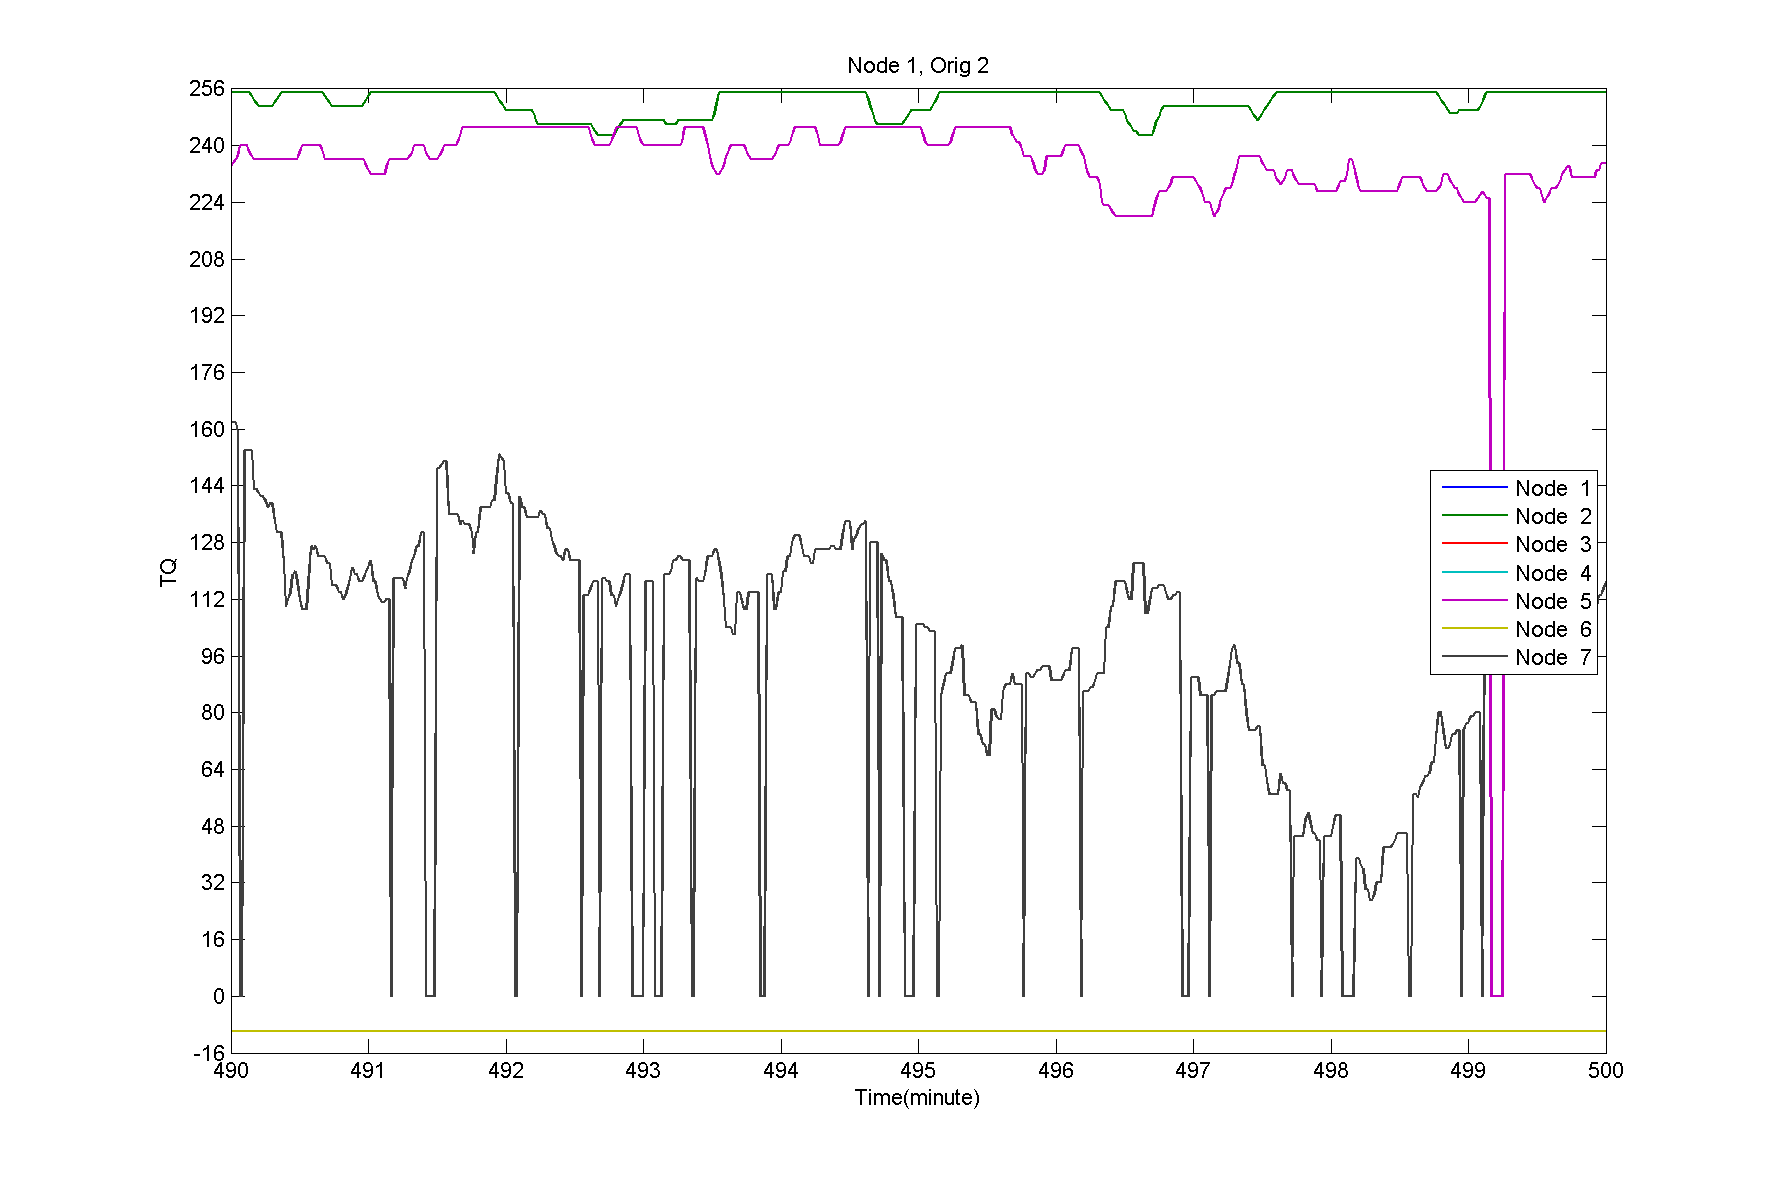 Node 1, Orig 2
256
240
224
208
192
176
160
144
128
112
96
80
64
48
32
16
0
-16
TQ
490 491 492 493 494 495 496 497 498 499 500
Time(minute)
Node 1
Node 2
Node 3
Node 4
Node 5
Node 6
Node 7